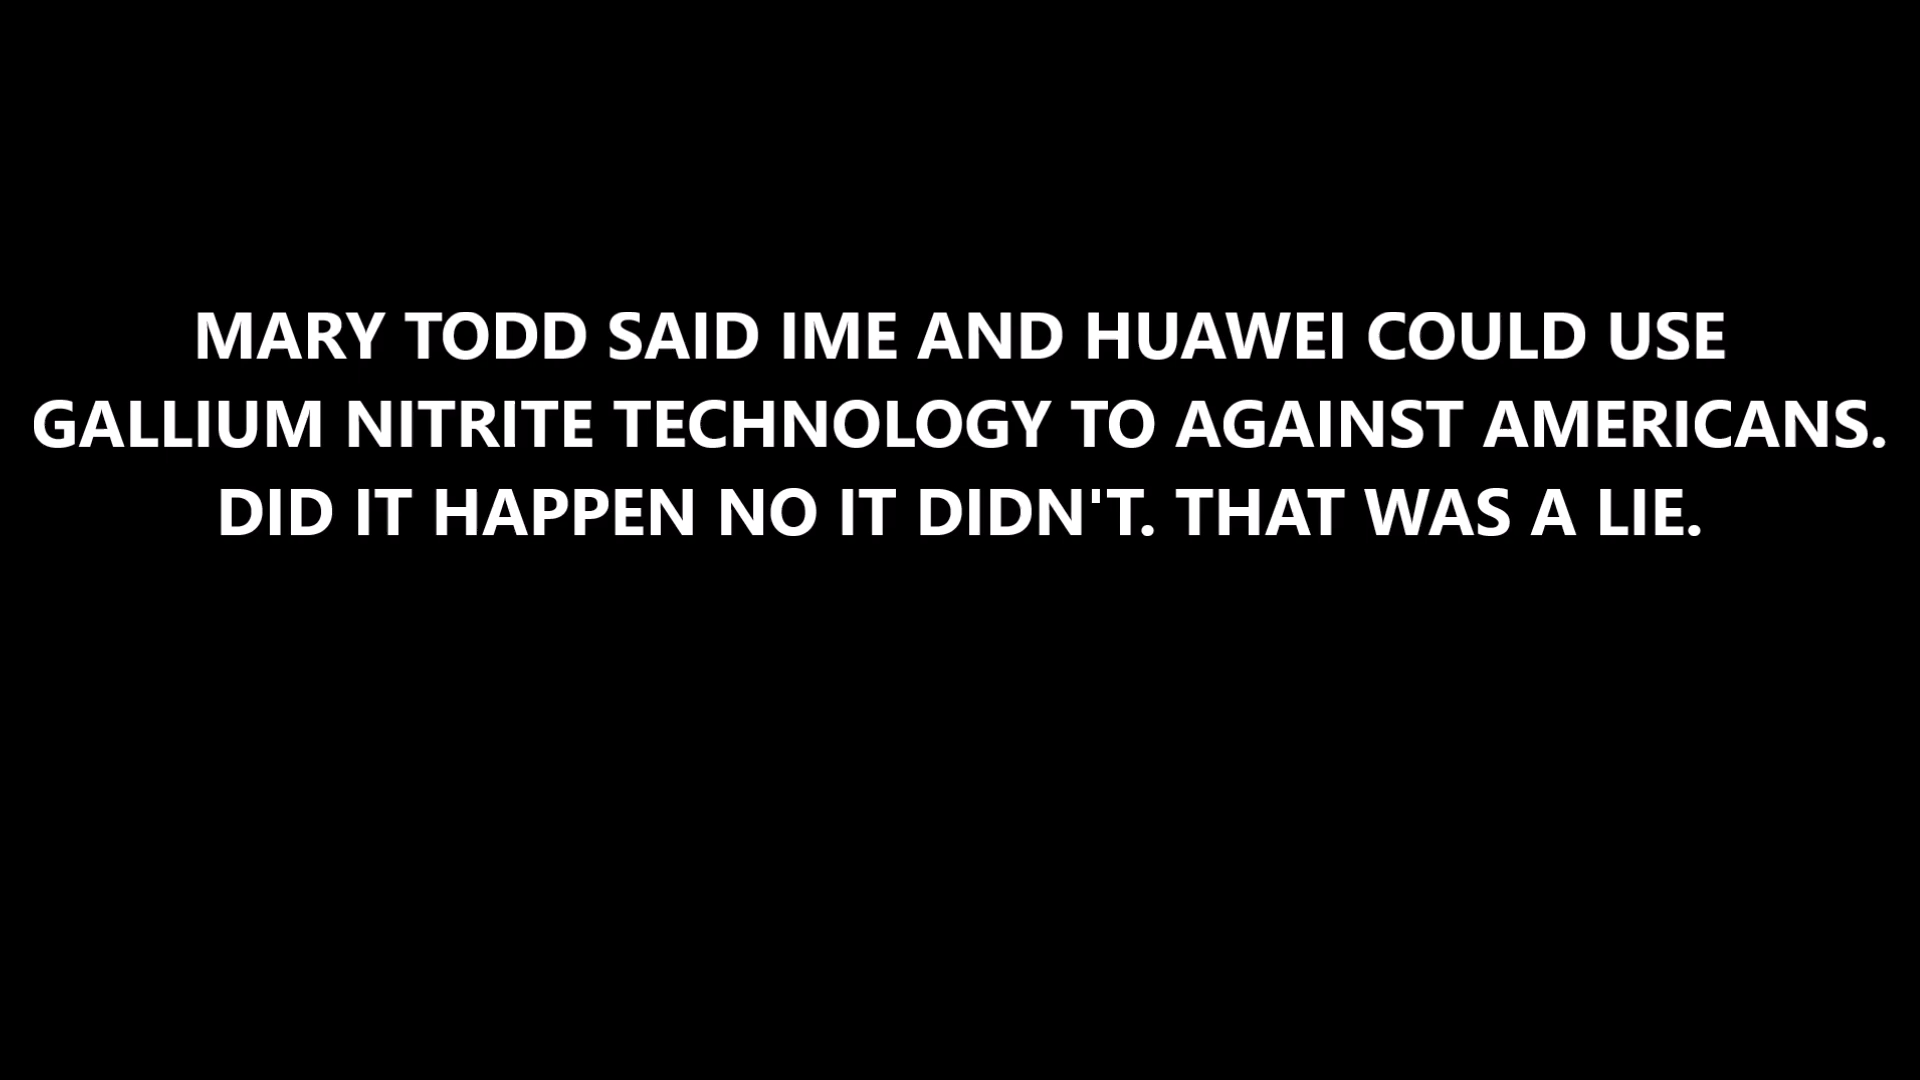 MARY TODD SAID IME AND HUAWEI COULD USE
GALLIUM NITRITE TECHNOLOGY TO AGAINST AMERICANS.
DID IT HAPPEN NO IT DIDN'T. THAT WAS A LIE.